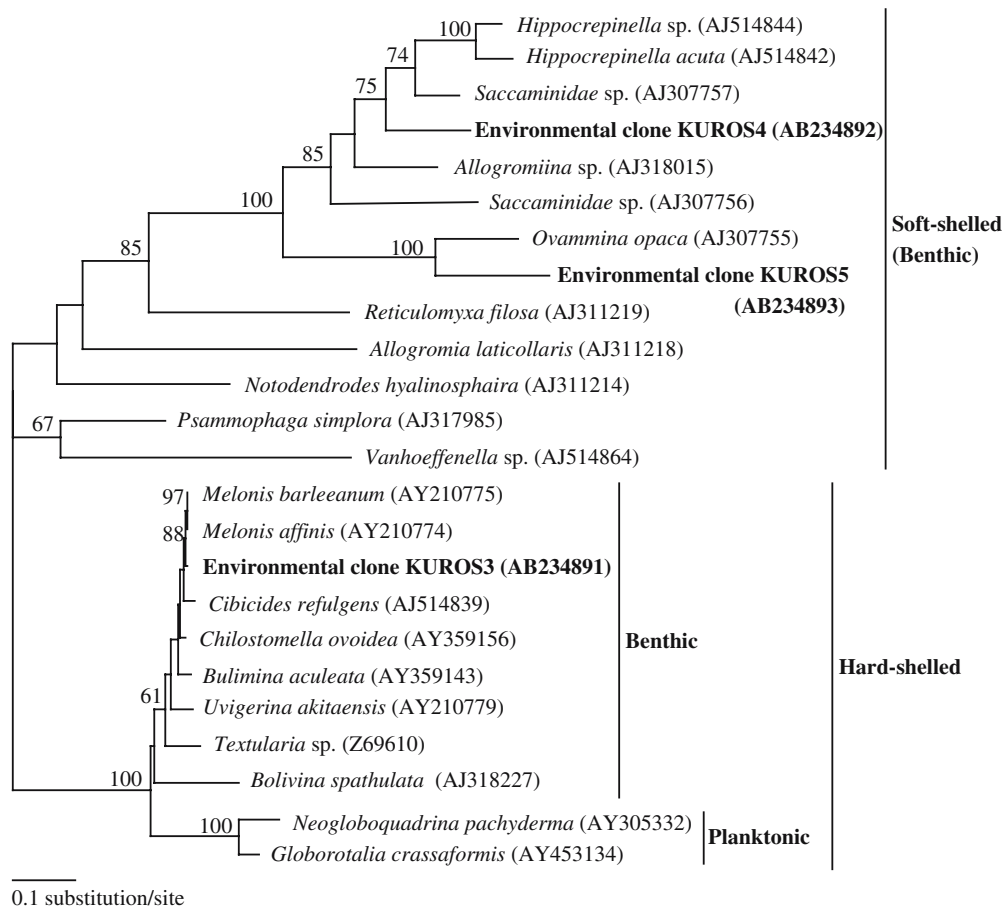 100
Hippocrepinella sp. (AJ514844)
74
Hippocrepinella acuta (AJ514842)
75
Saccaminidae sp. (AJ307757)
Environmental clone KUROS4 (AB234892)
85
Allogromiina sp. (AJ318015)
100
Saccaminidae sp. (AJ307756)
Soft-shelled
(Benthic)
85
100
Ovammina opaca (AJ307755)
Environmental clone KUROS5
(AB234893)
Reticulomyxa filosa (AJ311219)
Allogromia laticollaris (AJ311218)
Notodendrodes hyalinosphaira (AJ311214)
67
Psammophaga simplora (AJ317985)
Vanhoeffenella sp. (AJ514864)
97
Melonis barleeanum (AY210775)
88
Melonis affinis (AY210774)
Environmental clone KUROS3 (AB234891)
Cibicides refulgens (AJ514839)
Chilostomella ovoidea (AY359156)
Benthic
Hard-shelled
Bulimina aculeata (AY359143)
61
Uvigerina akitaensis (AY210779)
Textularia sp. (Z69610)
100
Bolivina spathulata (AJ318227)
100
Neogloboquadrina pachyderma (AY305332)
Planktonic
Globorotalia crassaformis (AY453134)
0.1 substitution/site